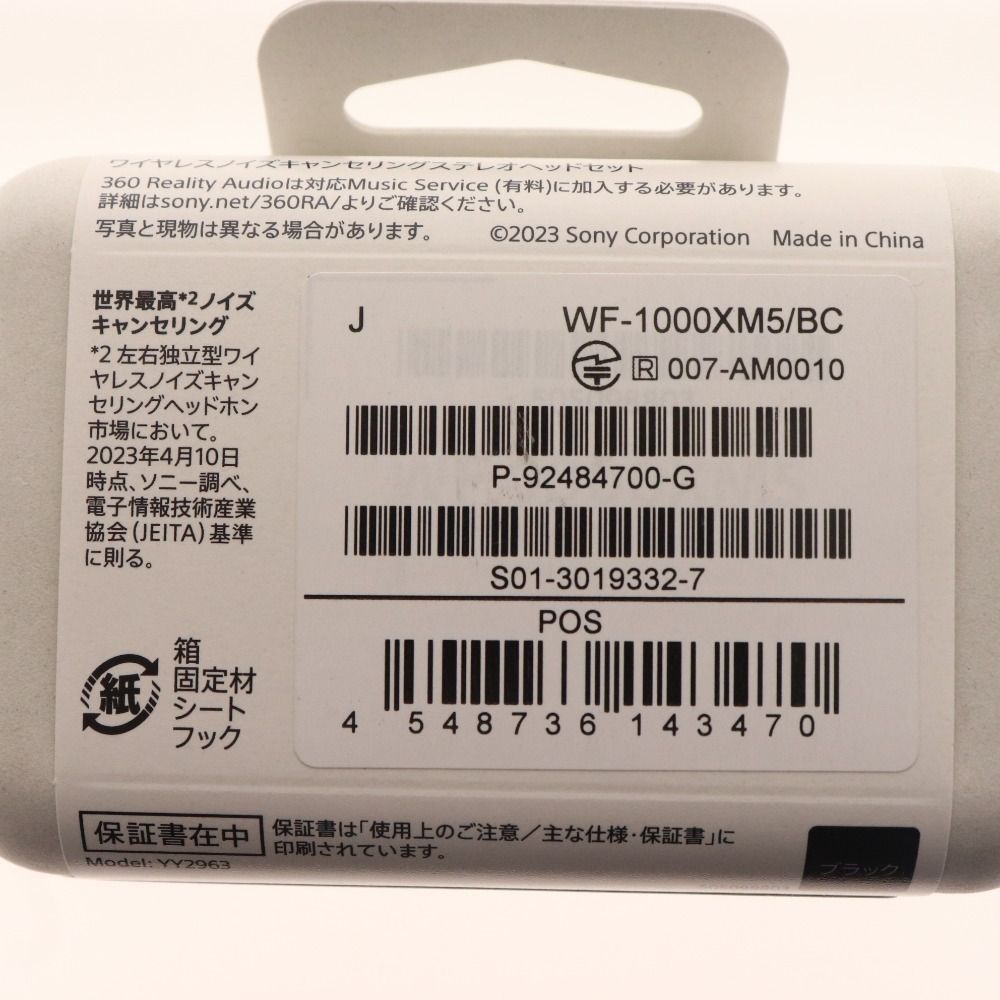 ワイヤレスノイズキャンセリングステレオヘッドセット
360 Reality Audioは対応Music Service (有料)に加入する必要があります。
詳細はsony.net/360RA/よりご確認ください。
写真と現物は異なる場合があります。 ©2023 Sony Corporation Made in China
世界最高*2ノイズ
キャンセリング
*2 左右独立型ワイ
ヤレスノイズキャン
セリングヘッドホン
市場において。
2023年4月10日
時点、ソニー調べ、
電子情報技術産業
協会(JEITA)基準
に則る。
J WF-1000XM5/BC
R 007-AM0010
P-92484700-G
S01-3019332-7
POS
4 548736 143470
紙
箱
固定材
シート
フック
保証書在中
保証書は「使用上のご注意/主な仕様・保証書」に
印刷されています。
Model: YY2963
ブラック